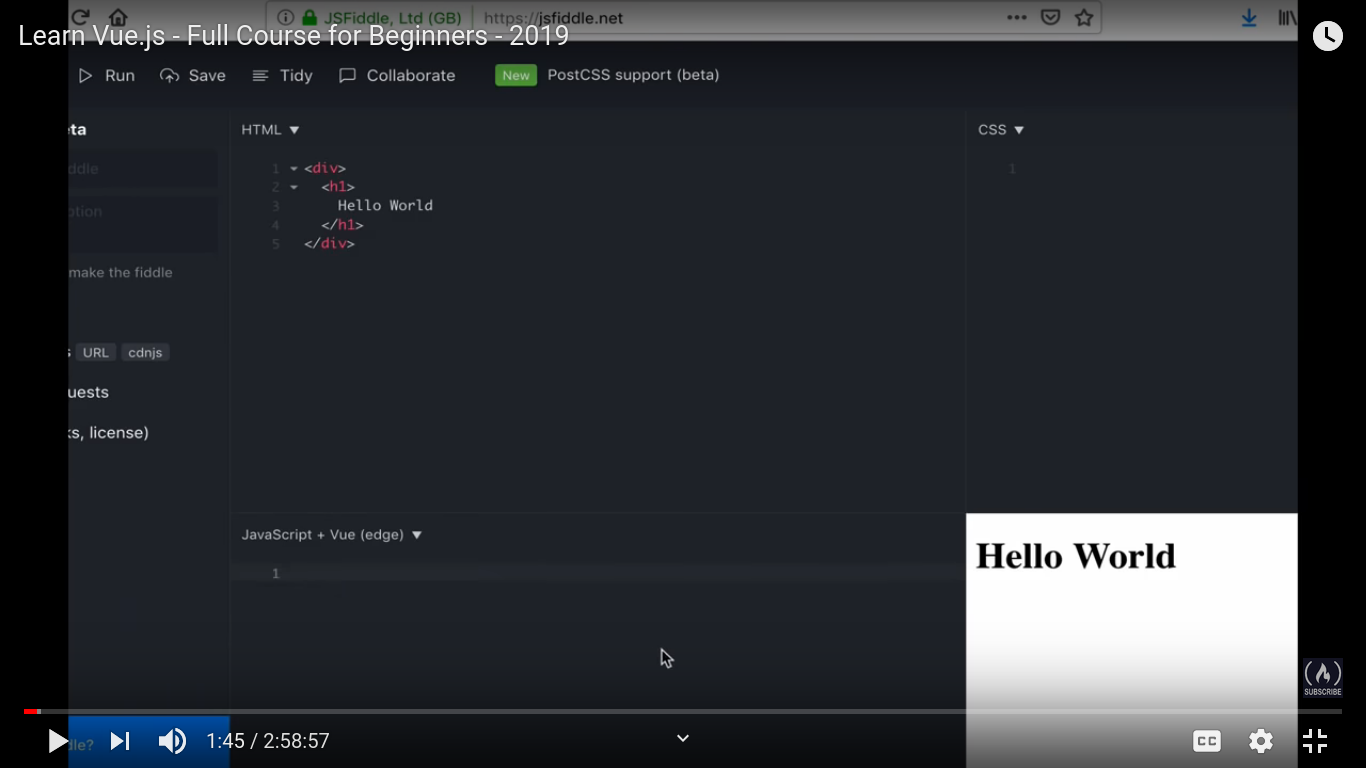 JSFiddle, Ltd (GB) https://jsfiddle.net
Learn Vue.js - Full Course for Beginners - 2019
Run Save Tidy Collaborate New PostCSS support (beta)
eta
HTML ▼
CSS ▼
ddle
ption
make the fiddle
s URL cdnjs
uests
ks, license)
1 <div>
2 <h1>
3 Hello World
4 </h1>
5 </div>
1
JavaScript + Vue (edge) ▼
1
Hello World
SUBSCRIBE
dle?
1:45 / 2:58:57
CC